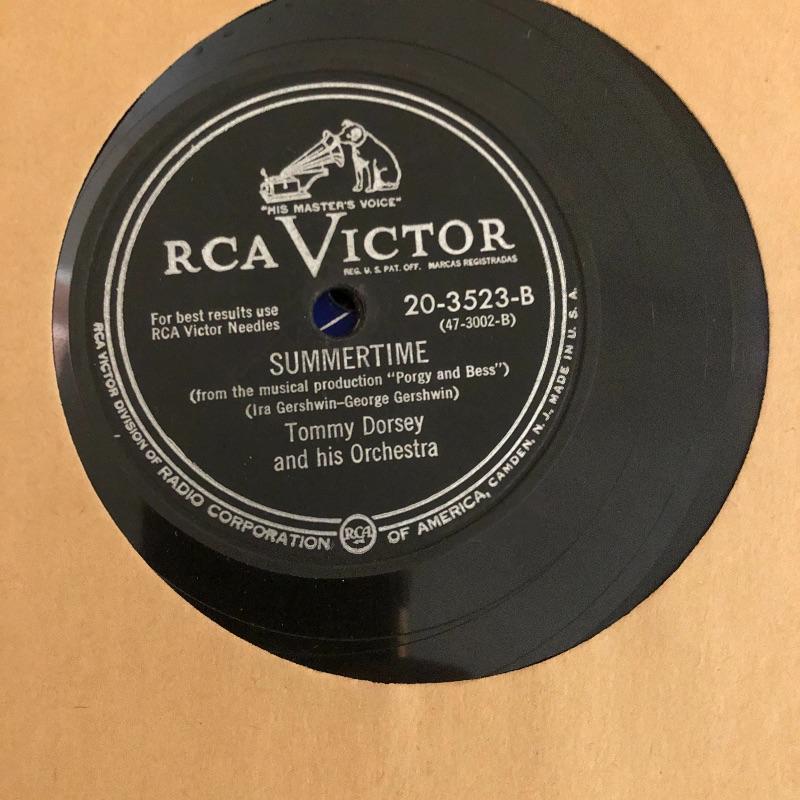 "HIS MASTER'S VOICE"
RCA VICTOR
REG. U. S. PAT. OFF. MARCAS REGISTRADAS
For best results use
RCA Victor Needles
20-3523-B
(47-3002-B)
SUMMERTIME
(from the musical production "Porgy and Bess")
(Ira Gershwin–George Gershwin)
Tommy Dorsey
and his Orchestra
RCA VICTOR DIVISION OF RADIO CORPORATION RCA OF AMERICA, CAMDEN, N. J., MADE IN U. S. A.